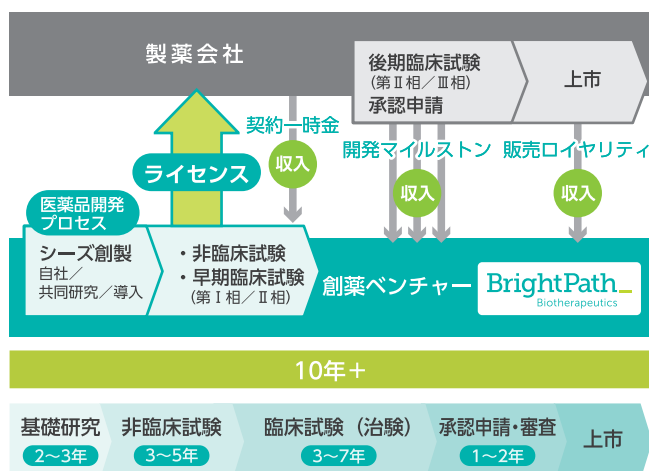 製薬会社
後期臨床試験
（第Ⅱ相／Ⅲ相）
承認申請
上市
契約一時金
開発マイルストン
販売ロイヤリティ
収入
収入
収入
ライセンス
医薬品開発
プロセス
シーズ創製
自社／
共同研究／導入
・非臨床試験
・早期臨床試験
（第Ⅰ相／Ⅱ相）
創薬ベンチャー
BrightPath_
Biotherapeutics
10年＋
基礎研究
2〜3年
非臨床試験
3〜5年
臨床試験（治験）
3〜7年
承認申請・審査
1〜2年
上市